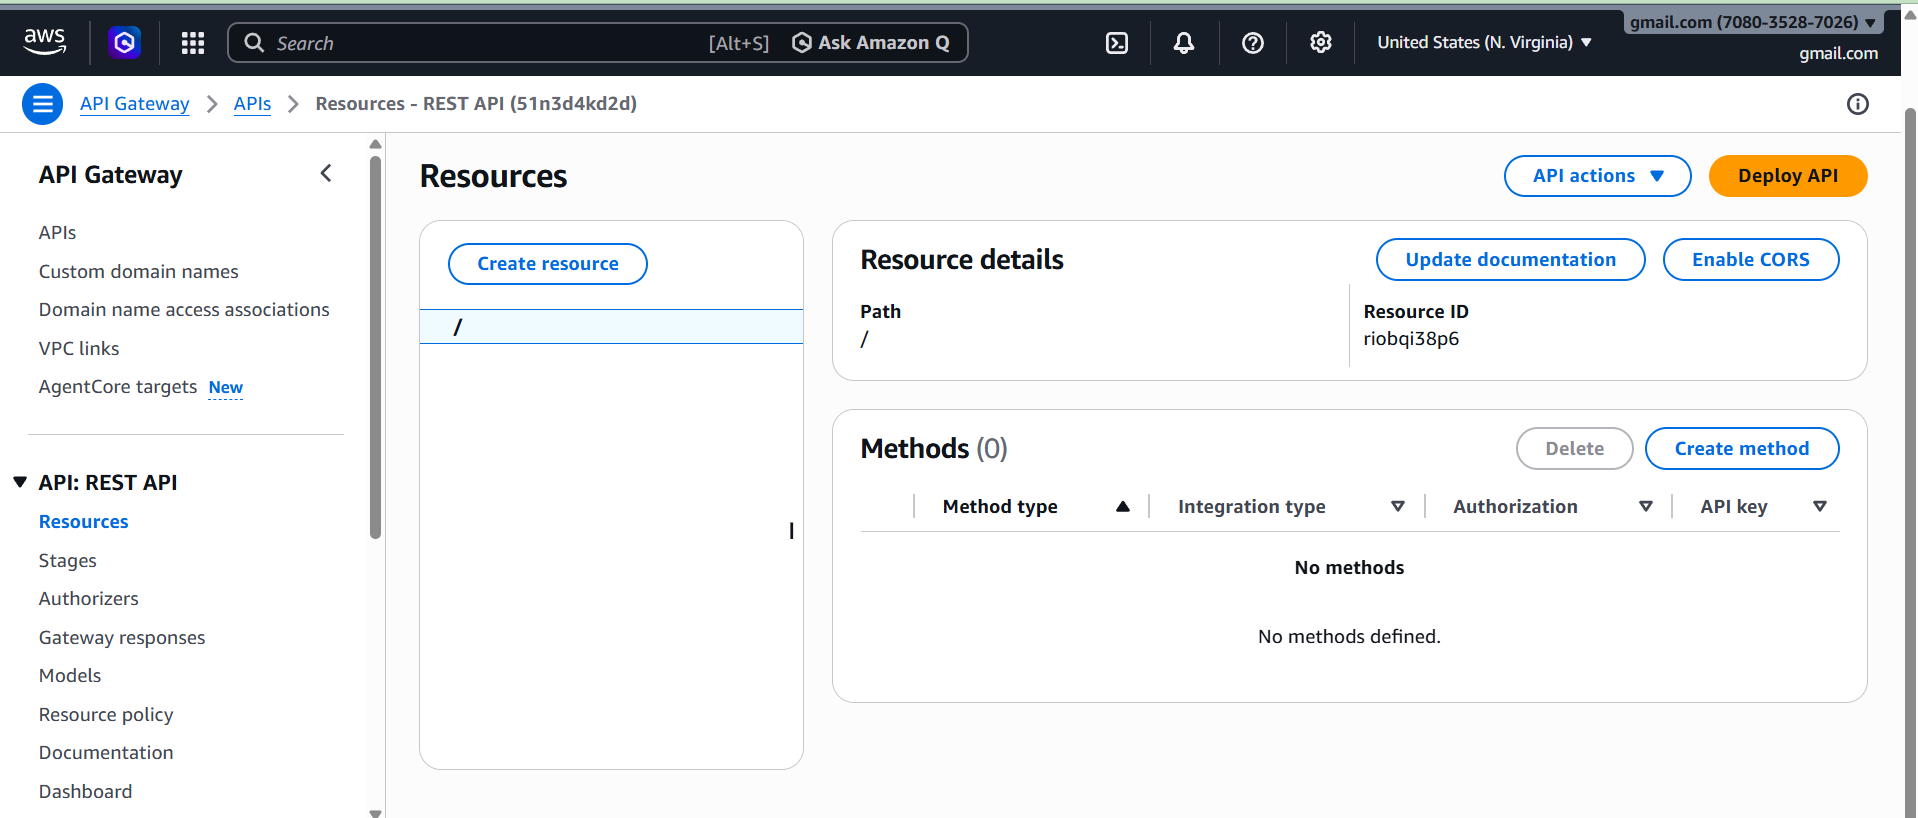 aws
Search [Alt+S] Ask Amazon Q
United States (N. Virginia)
gmail.com (7080-3528-7026)
gmail.com
API Gateway > APIs > Resources - REST API (51n3d4kd2d)
API Gateway
APIs
Custom domain names
Domain name access associations
VPC links
AgentCore targets New
API: REST API
Resources
Stages
Authorizers
Gateway responses
Models
Resource policy
Documentation
Dashboard
Resources
API actions
Deploy API
Create resource
/
Resource details
Update documentation
Enable CORS
Path
/
Resource ID
riobqi38p6
Methods (0)
Delete
Create method
Method type Integration type Authorization API key
No methods
No methods defined.